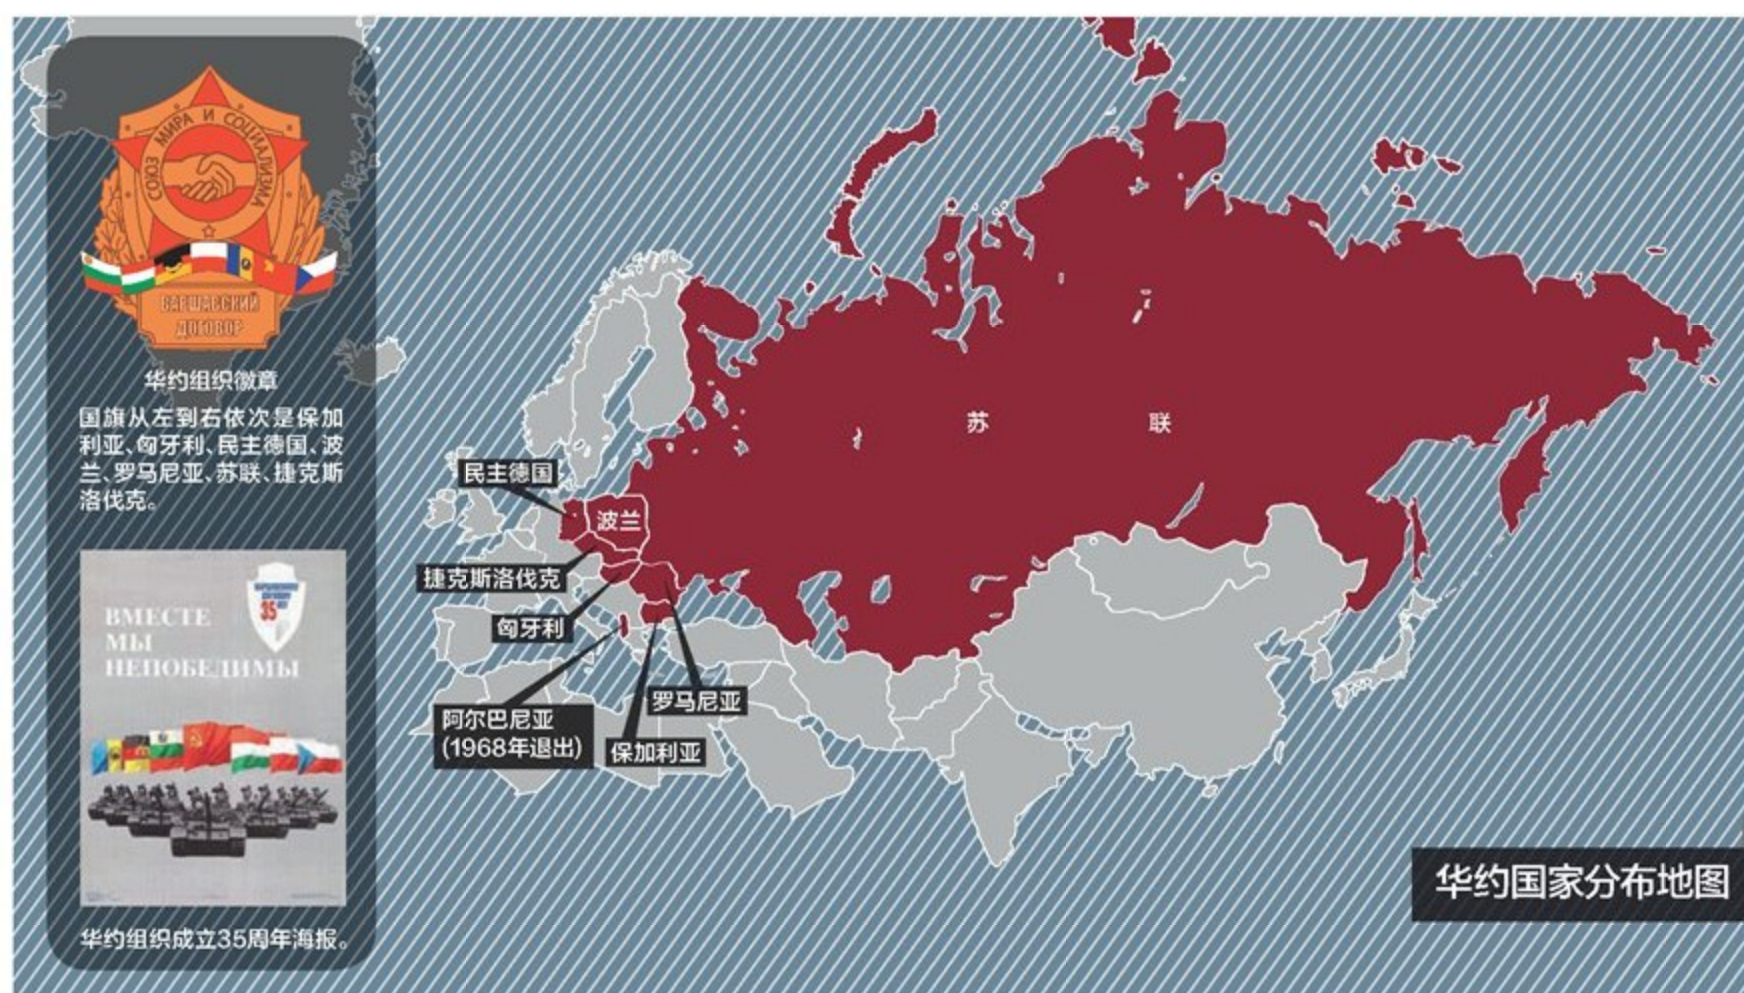 СОЮЗ МИРА И СОЦИАЛИЗМА
ВАРШАВСКИЙ
ДОГОВОР
华约组织徽章
国旗从左到右依次是保加
利亚、匈牙利、民主德国、波
兰、罗马尼亚、苏联、捷克斯
洛伐克。
35
ВМЕСТЕ
МЫ
НЕПОБЕДИМЫ
华约组织成立35周年海报。
苏联
民主德国
波兰
捷克斯洛伐克
匈牙利
罗马尼亚
阿尔巴尼亚
(1968年退出)
保加利亚
华约国家分布地图